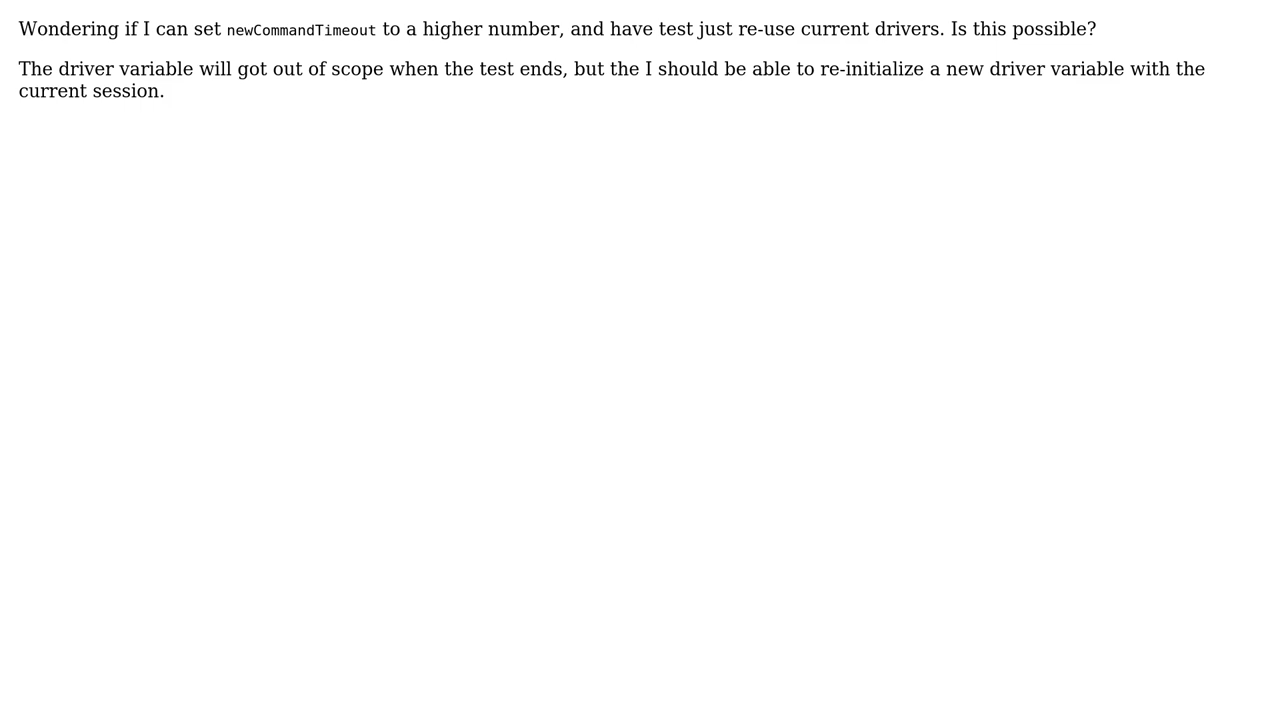 Wondering if I can set newCommandTimeout to a higher number, and have test just re-use current drivers. Is this possible?
The driver variable will got out of scope when the test ends, but the I should be able to re-initialize a new driver variable with the
current session.